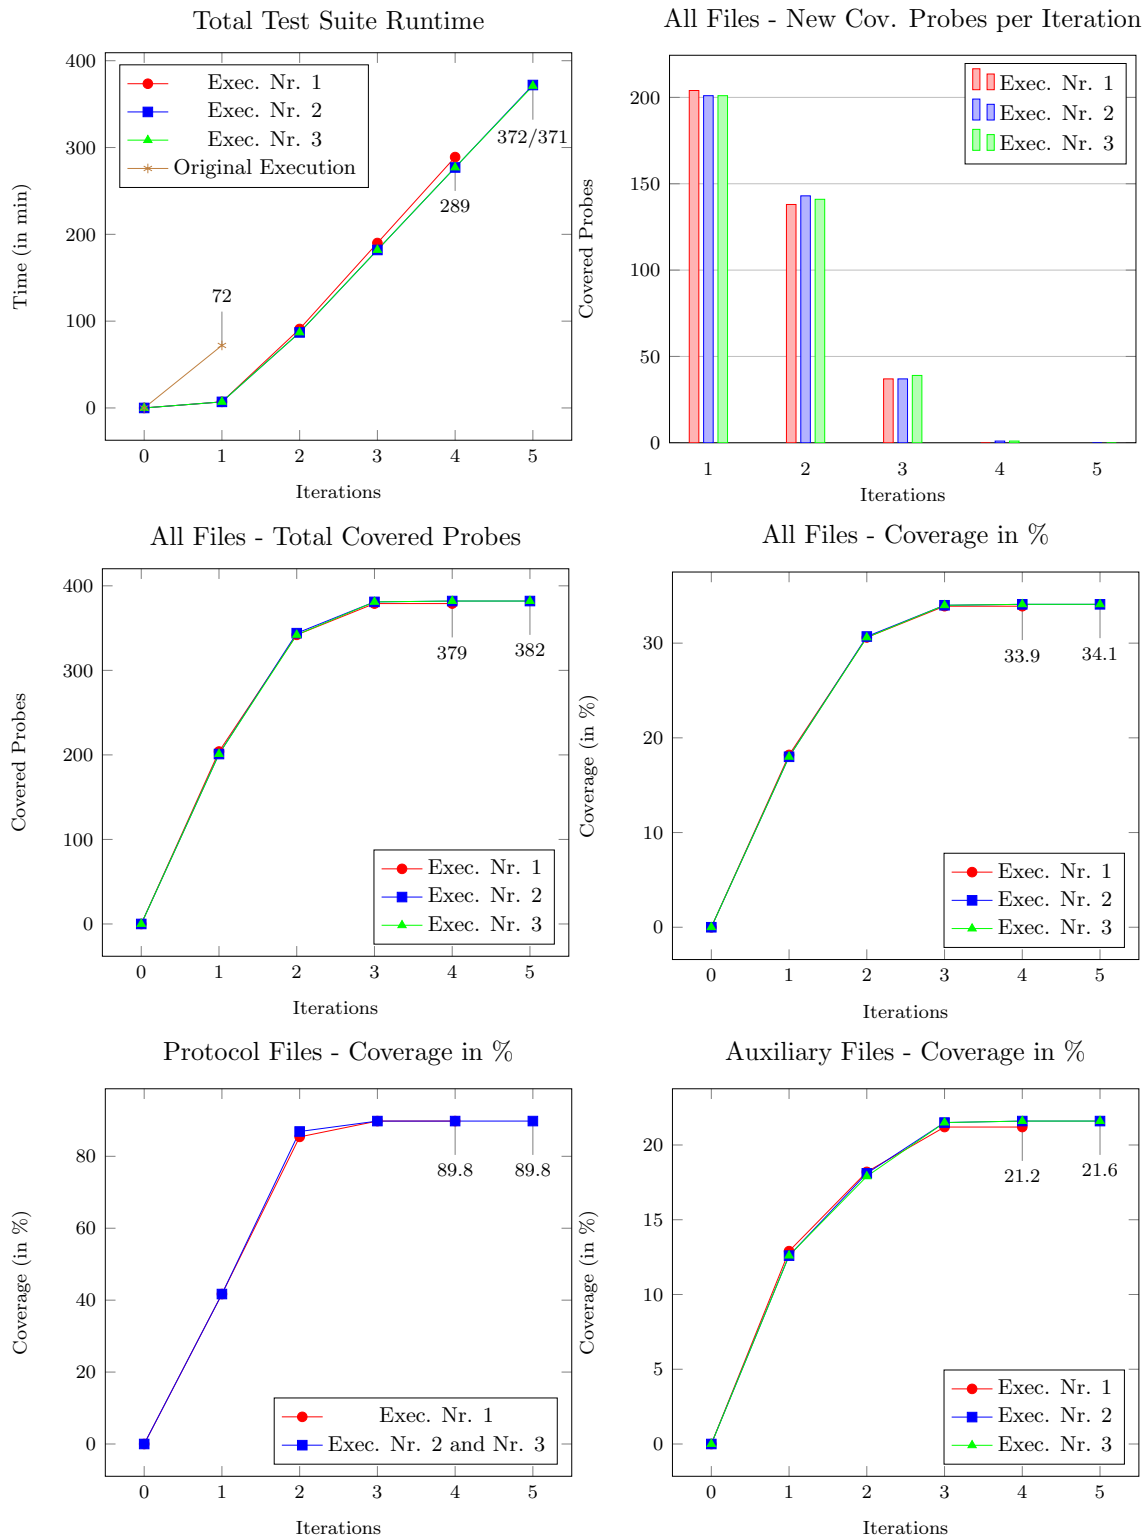 Total Test Suite Runtime
400
300
200
100
0
Time (in min)
Exec. Nr. 1
Exec. Nr. 2
Exec. Nr. 3
Original Execution
72
289
372/371
0 1 2 3 4 5
Iterations
All Files - New Cov. Probes per Iteration
200
150
100
50
0
Covered Probes
Exec. Nr. 1
Exec. Nr. 2
Exec. Nr. 3
1 2 3 4 5
Iterations
All Files - Total Covered Probes
400
300
200
100
0
Covered Probes
379
382
Exec. Nr. 1
Exec. Nr. 2
Exec. Nr. 3
0 1 2 3 4 5
Iterations
All Files - Coverage in %
30
20
10
0
Coverage (in %)
33.9
34.1
Exec. Nr. 1
Exec. Nr. 2
Exec. Nr. 3
0 1 2 3 4 5
Iterations
Protocol Files - Coverage in %
80
60
40
20
0
Coverage (in %)
89.8
89.8
Exec. Nr. 1
Exec. Nr. 2 and Nr. 3
0 1 2 3 4 5
Iterations
Auxiliary Files - Coverage in %
20
15
10
5
0
Coverage (in %)
21.2
21.6
Exec. Nr. 1
Exec. Nr. 2
Exec. Nr. 3
0 1 2 3 4 5
Iterations